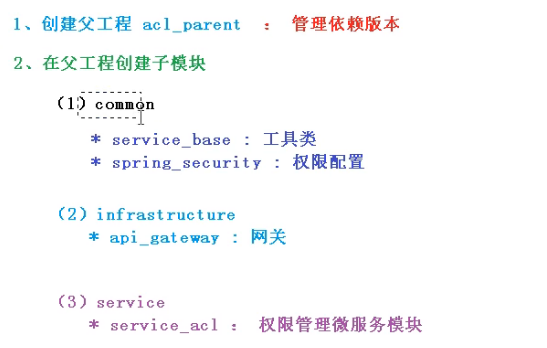 1、创建父工程 acl_parent ： 管理依赖版本
2、在父工程创建子模块
（1）common
* service_base : 工具类
* spring_security : 权限配置
（2）infrastructure
* api_gateway : 网关
（3）service
* service_acl ： 权限管理微服务模块